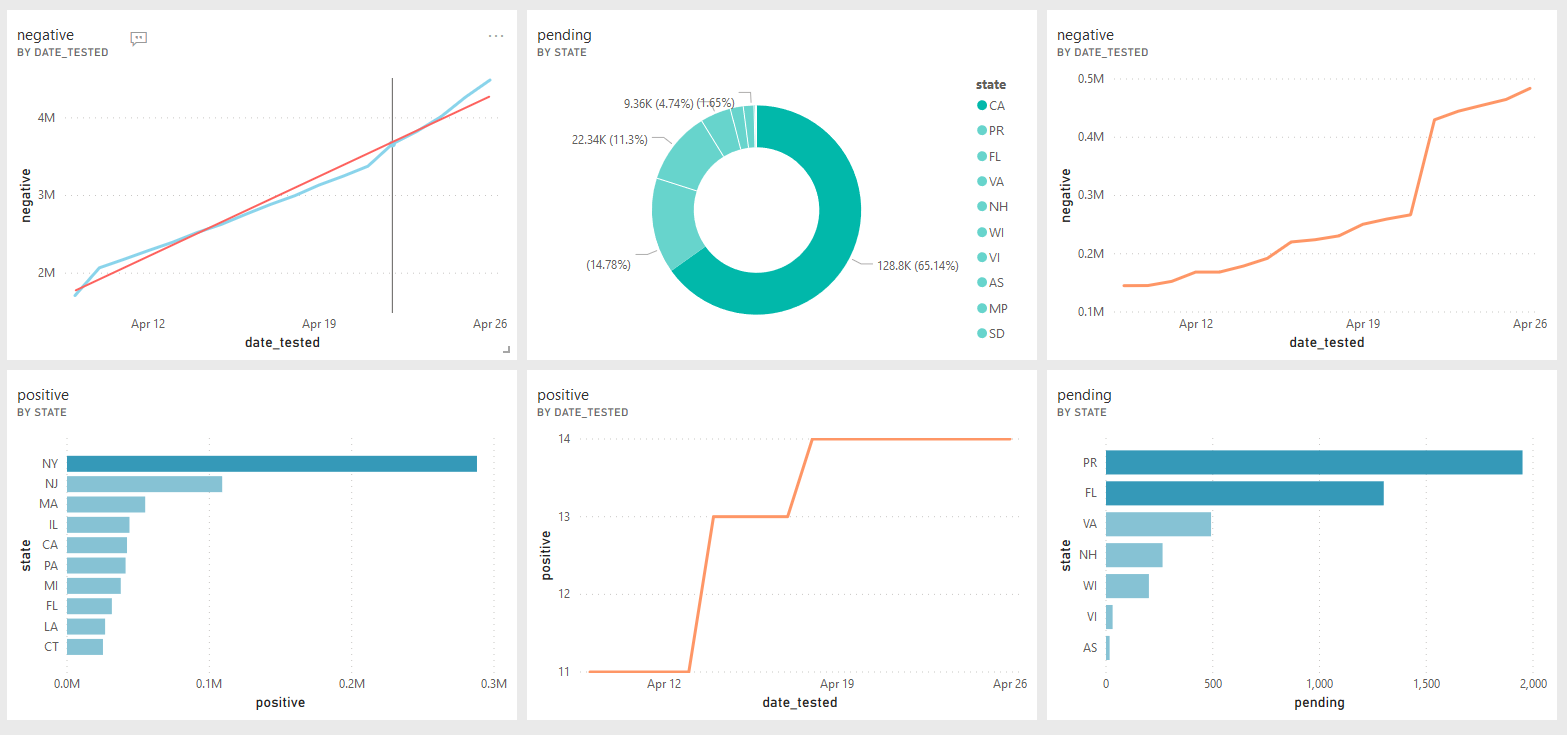 negative
BY DATE_TESTED
4M
3M
2M
negative
Apr 12 Apr 19 Apr 26
date_tested
pending
BY STATE
9.36K (4.74%) (1.65%)
22.34K (11.3%)
(14.78%)
128.8K (65.14%)
state
CA
PR
FL
VA
NH
WI
VI
AS
MP
SD
negative
BY DATE_TESTED
0.5M
0.4M
0.3M
0.2M
0.1M
negative
Apr 12 Apr 19 Apr 26
date_tested
positive
BY STATE
state
NY
NJ
MA
IL
CA
PA
MI
FL
LA
CT
0.0M 0.1M 0.2M 0.3M
positive
positive
BY DATE_TESTED
14
13
12
11
positive
Apr 12 Apr 19 Apr 26
date_tested
pending
BY STATE
state
PR
FL
VA
NH
WI
VI
AS
0 500 1,000 1,500 2,000
pending